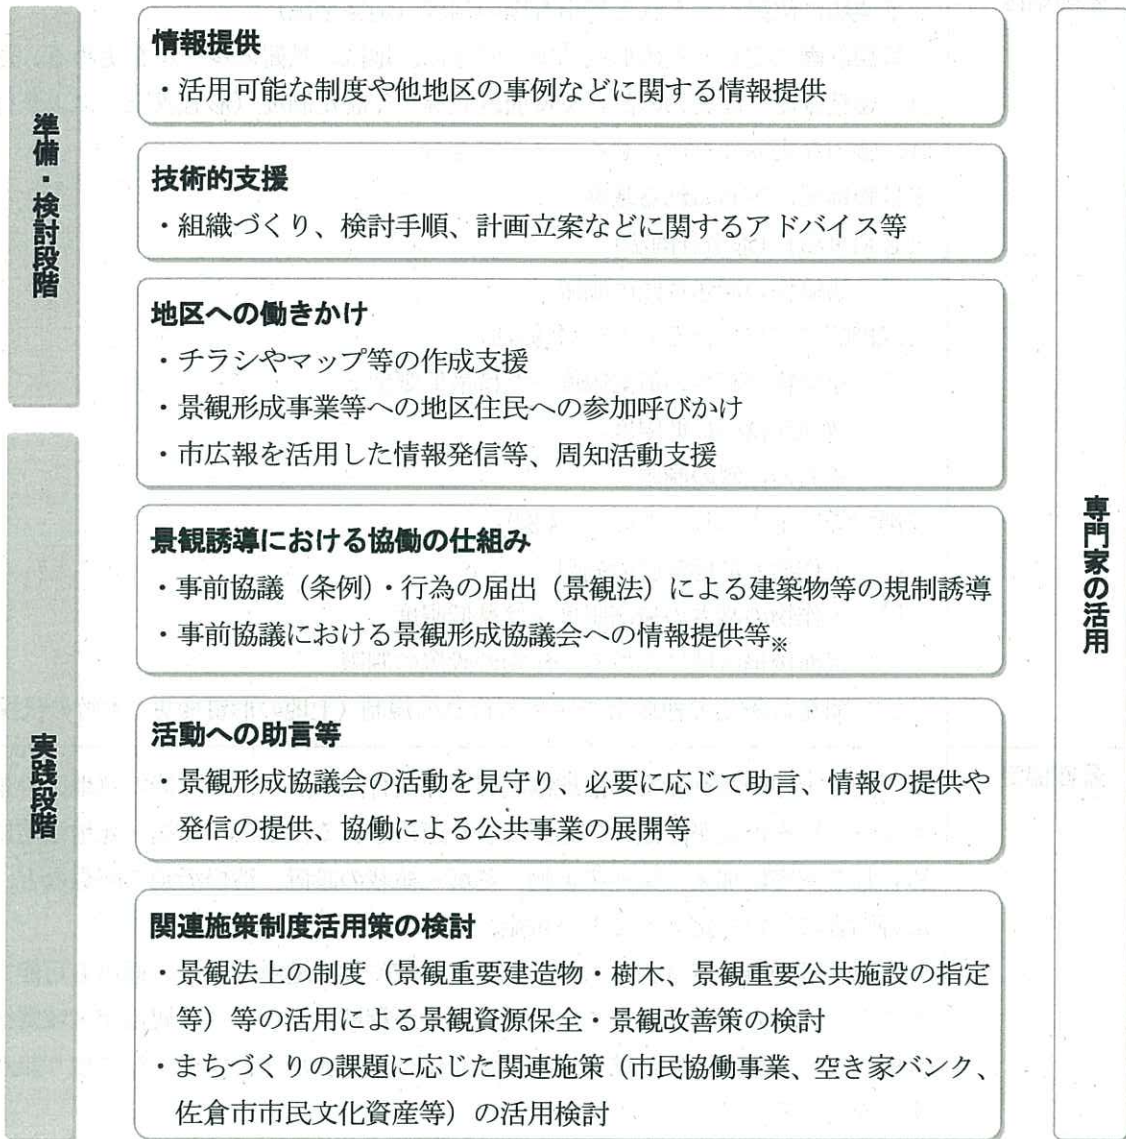 準備・検討段階
情報提供
・活用可能な制度や他地区の事例などに関する情報提供
技術的支援
・組織づくり、検討手順、計画立案などに関するアドバイス等
地区への働きかけ
・チラシやマップ等の作成支援
・景観形成事業等への地区住民への参加呼びかけ
・市広報を活用した情報発信等、周知活動支援
実践段階
景観誘導における協働の仕組み
・事前協議（条例）・行為の届出（景観法）による建築物等の規制誘導
・事前協議における景観形成協議会への情報提供等※
活動への助言等
・景観形成協議会の活動を見守り、必要に応じて助言、情報の提供や
発信の提供、協働による公共事業の展開等
関連施策制度活用策の検討
・景観法上の制度（景観重要建造物・樹木、景観重要公共施設の指定
等）等の活用による景観資源保全・景観改善策の検討
・まちづくりの課題に応じた関連施策（市民協働事業、空き家バンク、
佐倉市市民文化資産等）の活用検討
専門家の活用